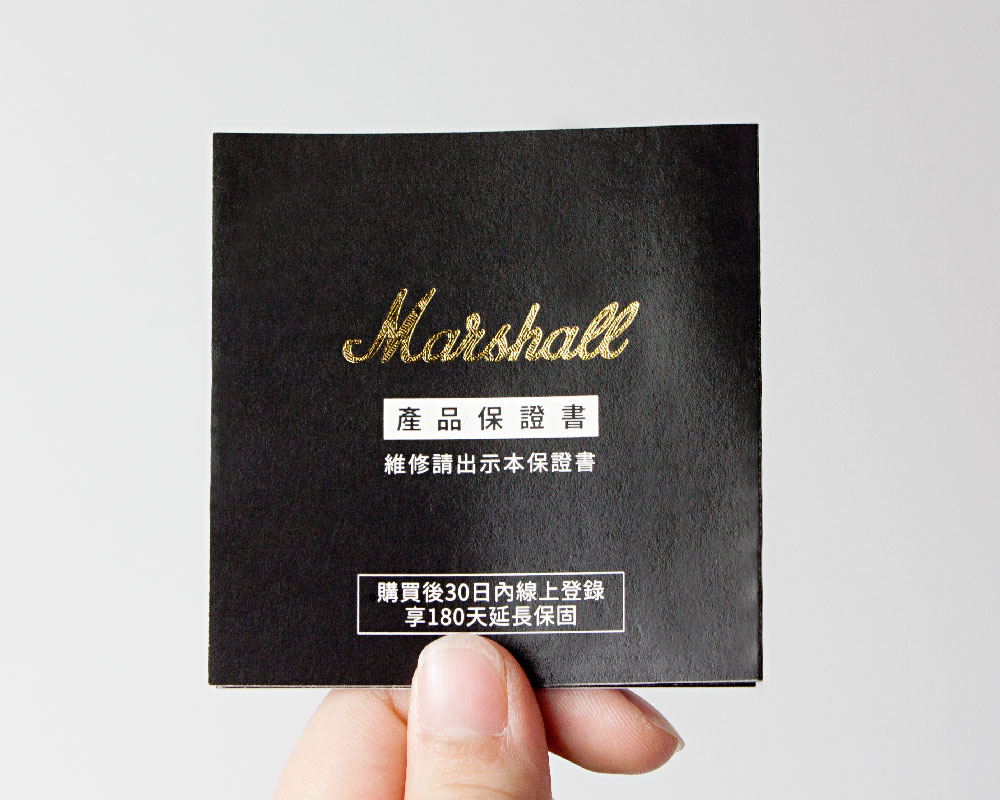 Marshall
產品保證書
維修請出示本保證書
購買後30日內線上登錄
享180天延長保固